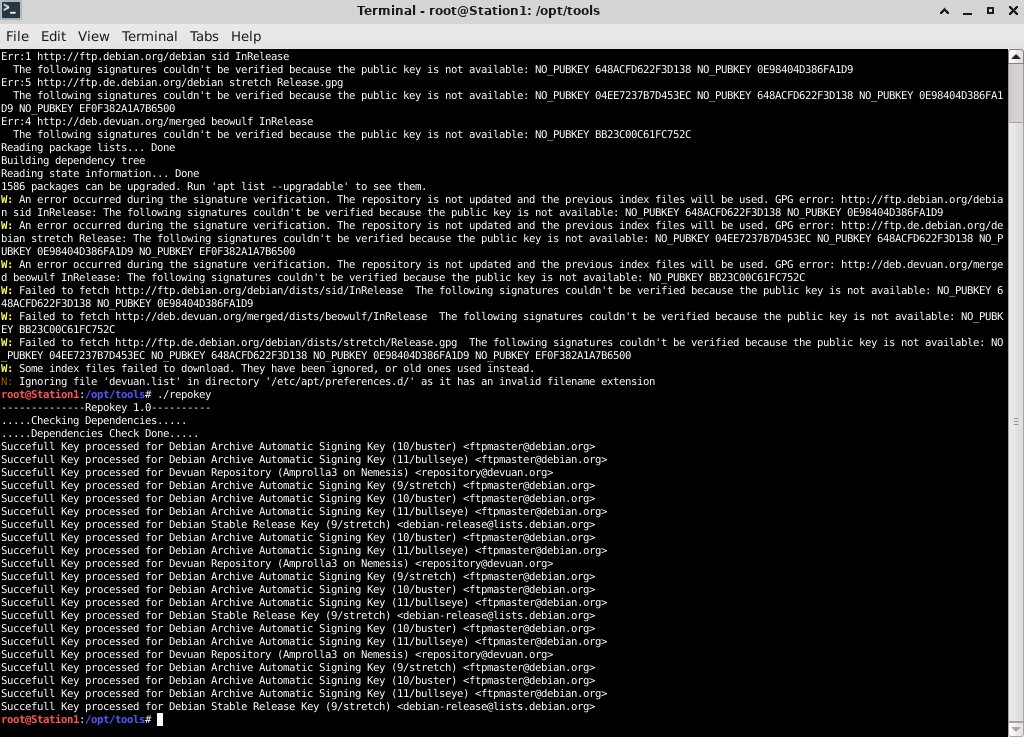 Terminal - root@Station1: /opt/tools
File Edit View Terminal Tabs Help
Err:1 http://ftp.debian.org/debian sid InRelease
The following signatures couldn't be verified because the public key is not available: NO_PUBKEY 648ACFD622F3D138 NO_PUBKEY 0E98404D386FA1D9
Err:5 http://ftp.de.debian.org/debian stretch Release.gpg
The following signatures couldn't be verified because the public key is not available: NO_PUBKEY 04EE7237B7D453EC NO_PUBKEY 648ACFD622F3D138 NO_PUBKEY 0E98404D386FA1
D9 NO_PUBKEY EF0F382A1A7B6500
Err:4 http://deb.devuan.org/merged beowulf InRelease
The following signatures couldn't be verified because the public key is not available: NO_PUBKEY BB23C00C61FC752C
Reading package lists... Done
Building dependency tree
Reading state information... Done
1586 packages can be upgraded. Run 'apt list --upgradable' to see them.
W: An error occurred during the signature verification. The repository is not updated and the previous index files will be used. GPG error: http://ftp.debian.org/debia
n sid InRelease: The following signatures couldn't be verified because the public key is not available: NO_PUBKEY 648ACFD622F3D138 NO_PUBKEY 0E98404D386FA1D9
W: An error occurred during the signature verification. The repository is not updated and the previous index files will be used. GPG error: http://ftp.de.debian.org/de
bian stretch Release: The following signatures couldn't be verified because the public key is not available: NO_PUBKEY 04EE7237B7D453EC NO_PUBKEY 648ACFD622F3D138 NO_P
UBKEY 0E98404D386FA1D9 NO_PUBKEY EF0F382A1A7B6500
W: An error occurred during the signature verification. The repository is not updated and the previous index files will be used. GPG error: http://deb.devuan.org/merge
d beowulf InRelease: The following signatures couldn't be verified because the public key is not available: NO_PUBKEY BB23C00C61FC752C
W: Failed to fetch http://ftp.debian.org/debian/dists/sid/InRelease  The following signatures couldn't be verified because the public key is not available: NO_PUBKEY 6
48ACFD622F3D138 NO_PUBKEY 0E98404D386FA1D9
W: Failed to fetch http://deb.devuan.org/merged/dists/beowulf/InRelease  The following signatures couldn't be verified because the public key is not available: NO_PUBK
EY BB23C00C61FC752C
W: Failed to fetch http://ftp.de.debian.org/debian/dists/stretch/Release.gpg  The following signatures couldn't be verified because the public key is not available: NO
_PUBKEY 04EE7237B7D453EC NO_PUBKEY 648ACFD622F3D138 NO_PUBKEY 0E98404D386FA1D9 NO_PUBKEY EF0F382A1A7B6500
W: Some index files failed to download. They have been ignored, or old ones used instead.
N: Ignoring file 'devuan.list' in directory '/etc/apt/preferences.d/' as it has an invalid filename extension
root@Station1:/opt/tools# ./repokey
--------------Repokey 1.0----------
.....Checking Dependencies.....
.....Dependencies Check Done.....
Succefull Key processed for Debian Archive Automatic Signing Key (10/buster) <ftpmaster@debian.org>
Succefull Key processed for Debian Archive Automatic Signing Key (11/bullseye) <ftpmaster@debian.org>
Succefull Key processed for Devuan Repository (Amprolla3 on Nemesis) <repository@devuan.org>
Succefull Key processed for Debian Archive Automatic Signing Key (9/stretch) <ftpmaster@debian.org>
Succefull Key processed for Debian Archive Automatic Signing Key (10/buster) <ftpmaster@debian.org>
Succefull Key processed for Debian Archive Automatic Signing Key (11/bullseye) <ftpmaster@debian.org>
Succefull Key processed for Debian Stable Release Key (9/stretch) <debian-release@lists.debian.org>
Succefull Key processed for Debian Archive Automatic Signing Key (10/buster) <ftpmaster@debian.org>
Succefull Key processed for Debian Archive Automatic Signing Key (11/bullseye) <ftpmaster@debian.org>
Succefull Key processed for Devuan Repository (Amprolla3 on Nemesis) <repository@devuan.org>
Succefull Key processed for Debian Archive Automatic Signing Key (9/stretch) <ftpmaster@debian.org>
Succefull Key processed for Debian Archive Automatic Signing Key (10/buster) <ftpmaster@debian.org>
Succefull Key processed for Debian Archive Automatic Signing Key (11/bullseye) <ftpmaster@debian.org>
Succefull Key processed for Debian Stable Release Key (9/stretch) <debian-release@lists.debian.org>
Succefull Key processed for Debian Archive Automatic Signing Key (10/buster) <ftpmaster@debian.org>
Succefull Key processed for Debian Archive Automatic Signing Key (11/bullseye) <ftpmaster@debian.org>
Succefull Key processed for Devuan Repository (Amprolla3 on Nemesis) <repository@devuan.org>
Succefull Key processed for Debian Archive Automatic Signing Key (9/stretch) <ftpmaster@debian.org>
Succefull Key processed for Debian Archive Automatic Signing Key (10/buster) <ftpmaster@debian.org>
Succefull Key processed for Debian Archive Automatic Signing Key (11/bullseye) <ftpmaster@debian.org>
Succefull Key processed for Debian Stable Release Key (9/stretch) <debian-release@lists.debian.org>
root@Station1:/opt/tools#